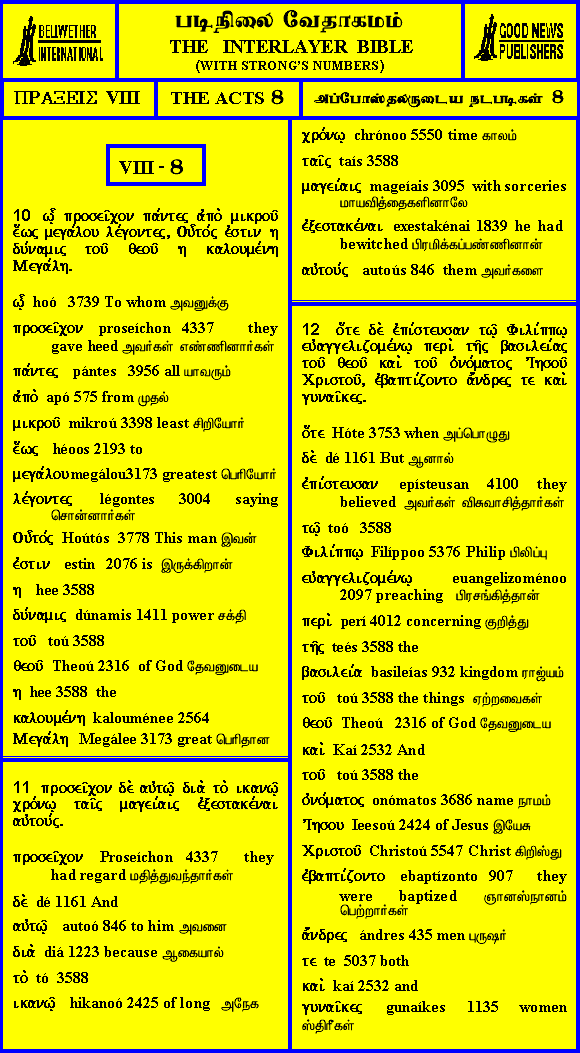 BELLWETHER
INTERNATIONAL
படிநிலை வேதாகமம்
THE INTERLAYER BIBLE
(WITH STRONG'S NUMBERS)
GOOD NEWS
PUBLISHERS
ΠΡΑΞΕΙΣ VIII
THE ACTS 8
அப்போஸ்தலருடைய நடபடிகள் 8
VIII - 8
10 ᾧ προσεῖχον πάντες ἀπὸ μικροῦ
ἕως μεγάλου λέγοντες, Οὗτός ἐστιν η
δύναμις τοῦ θεοῦ η καλουμένη
Μεγάλη.
ᾧ hoó 3739 To whom அவனுக்கு
προσεῖχον proseíchon 4337 they
gave heed அவர்கள் எண்ணினார்கள்
πάντες pántes 3956 all யாவரும்
ἀπὸ apó 575 from முதல்
μικροῦ mikroú 3398 least சிறியோர்
ἕως héoos 2193 to
μεγάλου megálou3173 greatest பெரியோர்
λέγοντες légontes 3004 saying
சொன்னார்கள்
Οὗτός Hoútós 3778 This man இவன்
ἐστιν estin 2076 is இருக்கிறான்
η hee 3588
δύναμις dúnamis 1411 power சக்தி
τοῦ toú 3588
θεοῦ Theoú 2316 of God தேவனுடைய
η hee 3588 the
καλουμένη kalouménee 2564
Μεγάλη Megálee 3173 great பெரிதான
11 προσεῖχον δὲ αὐτῷ διὰ τὸ ικανῷ
χρόνῳ ταῖς μαγείαις ἐξεστακέναι
αὐτούς.
προσεῖχον Proseíchon 4337 they
had regard மதித்துவந்தார்கள்
δὲ dé 1161 And
αὐτῷ autoó 846 to him அவனை
διὰ diá 1223 because ஆகையால்
τὸ tó 3588
ικανῷ hikanoó 2425 of long அநேக
χρόνῳ chrónoo 5550 time காலம்
ταῖς taís 3588
μαγείαις mageíais 3095 with sorceries
மாயவித்தைகளினாலே
ἐξεστακέναι exestakénai 1839 he had
bewitched பிரமிக்கப்பண்ணினான்
αὐτούς autoús 846 them அவர்களை
12 ὅτε δὲ ἐπίστευσαν τῷ Φιλίππῳ
εὐαγγελιζομένῳ περὶ τῆς βασιλείας
τοῦ θεοῦ καὶ τοῦ ὀνόματος Ἰησοῦ
Χριστοῦ, ἐβαπτίζοντο ἄνδρες τε καὶ
γυναῖκες.
ὅτε Hóte 3753 when அப்பொழுது
δὲ dé 1161 But ஆனால்
ἐπίστευσαν epísteusan 4100 they
believed அவர்கள் விசுவாசித்தார்கள்
τῷ toó 3588
Φιλίππῳ Filíppoo 5376 Philip பிலிப்பு
εὐαγγελιζομένῳ euangelizoménoo
2097 preaching பிரசங்கித்தான்
περὶ perí 4012 concerning குறித்து
τῆς teés 3588 the
βασιλεία basileías 932 kingdom ராஜ்யம்
τοῦ toú 3588 the things ஏற்றவைகள்
θεοῦ Theoú 2316 of God தேவனுடைய
καὶ Kaí 2532 And
τοῦ toú 3588 the
ὀνόματος onómatos 3686 name நாமம்
Ἰησου Ieesoú 2424 of Jesus இயேசு
Χριστοῦ Christoú 5547 Christ கிறிஸ்து
ἐβαπτίζοντο ebaptízonto 907 they
were baptized ஞானஸ்நானம்
பெற்றார்கள்
ἄνδρες ándres 435 men புருஷர்
τε te 5037 both
καὶ kaí 2532 and
γυναῖκες gunaíkes 1135 women
ஸ்திரீகள்